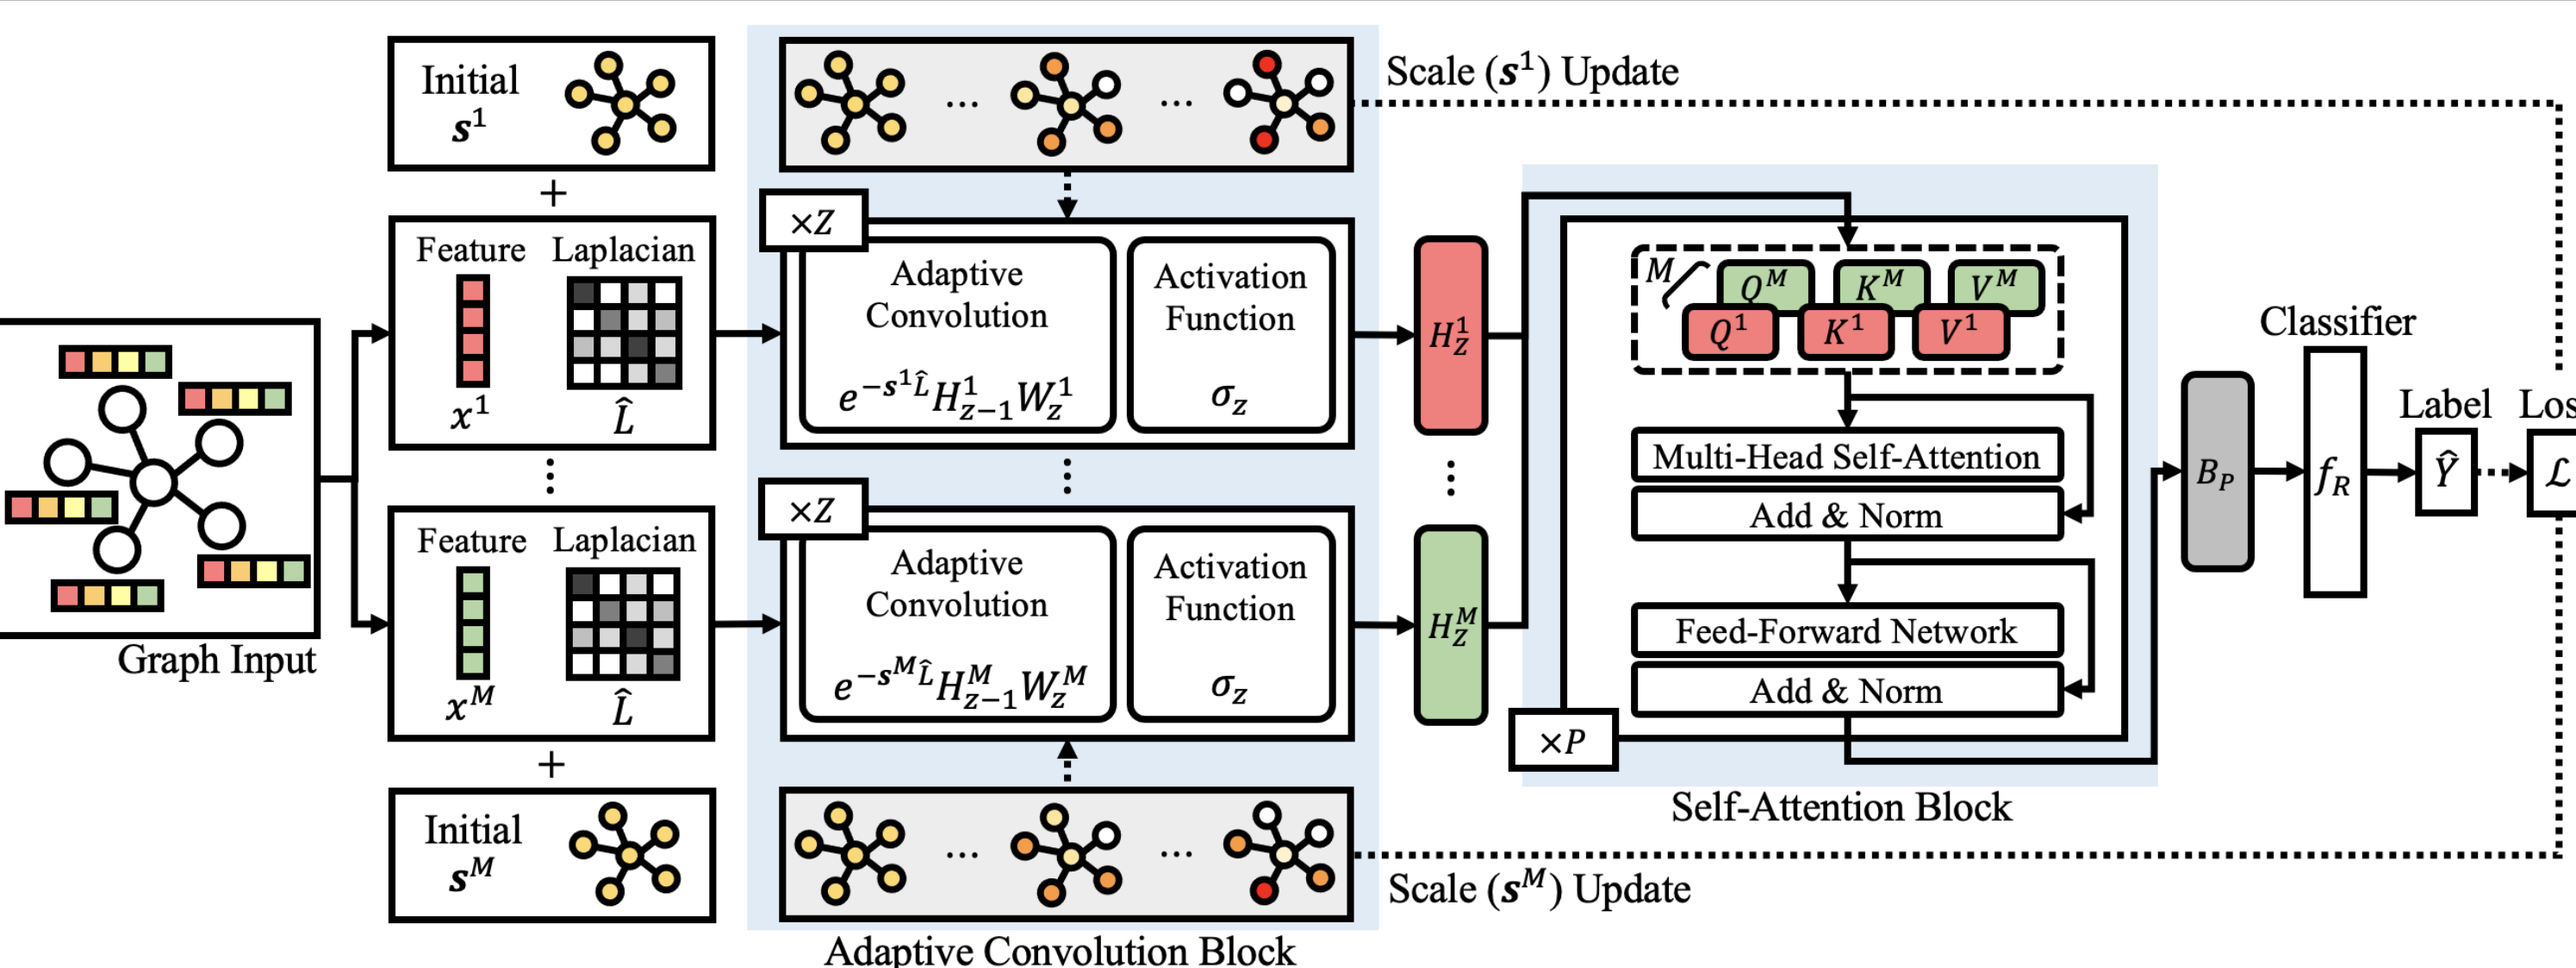 Initial
s¹
+
Feature Laplacian
x¹ L̂
⋮
Feature Laplacian
x^M L̂
+
Initial
s^M
Graph Input
... ...
Scale (s¹) Update
×Z
Adaptive
Convolution
e^{-s¹L̂}H¹_{z-1}W¹_z
Activation
Function
σ_z
⋮
×Z
Adaptive
Convolution
e^{-s^M L̂}H^M_{z-1}W^M_z
Activation
Function
σ_z
... ...
Scale (s^M) Update
Adaptive Convolution Block
H¹_Z
⋮
H^M_Z
M
Q^M K^M V^M
Q¹ K¹ V¹
Multi-Head Self-Attention
Add & Norm
Feed-Forward Network
Add & Norm
×P
Self-Attention Block
B_P
Classifier
f_R
Label
Ŷ
Los
ℒ